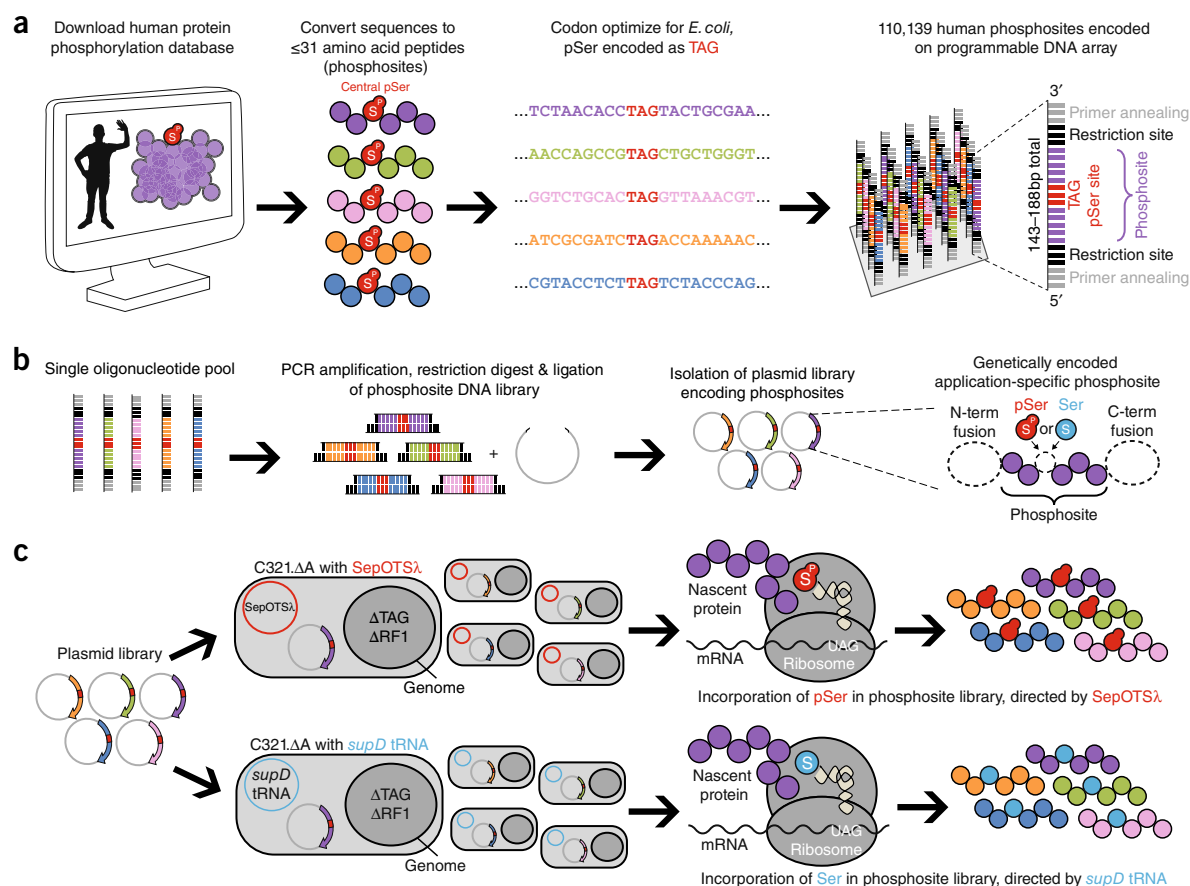 a
Download human protein
phosphorylation database
Convert sequences to
≤31 amino acid peptides
(phosphosites)
Central pSer
S
P
S
P
S
P
S
P
S
P
S
P
Codon optimize for E. coli,
pSer encoded as TAG
...TCTAACACCTAGTACTGCGAA...
...AACCAGCCGTAGCTGCTGGGT...
...GGTCTGCACTAGGTTAAACGT...
...ATCGCGATCTAGACCAAAAAC...
...CGTACCTCTTAGTCTACCCAG...
110,139 human phosphosites encoded
on programmable DNA array
3′
Primer annealing
Restriction site
143–188bp total
TAG
pSer site
Phosphosite
Restriction site
Primer annealing
5′
b
Single oligonucleotide pool
PCR amplification, restriction digest & ligation
of phosphosite DNA library
+
Isolation of plasmid library
encoding phosphosites
Genetically encoded
application-specific phosphosite
N-term
fusion
pSer
Ser
S
P
or
S
C-term
fusion
Phosphosite
c
Plasmid library
C321.ΔA with SepOTSλ
SepOTSλ
ΔTAG
ΔRF1
Genome
Nascent
protein
S
P
mRNA
UAG
Ribosome
Incorporation of pSer in phosphosite library, directed by SepOTSλ
C321.ΔA with supD tRNA
supD
tRNA
ΔTAG
ΔRF1
Genome
Nascent
protein
S
mRNA
UAG
Ribosome
Incorporation of Ser in phosphosite library, directed by supD tRNA